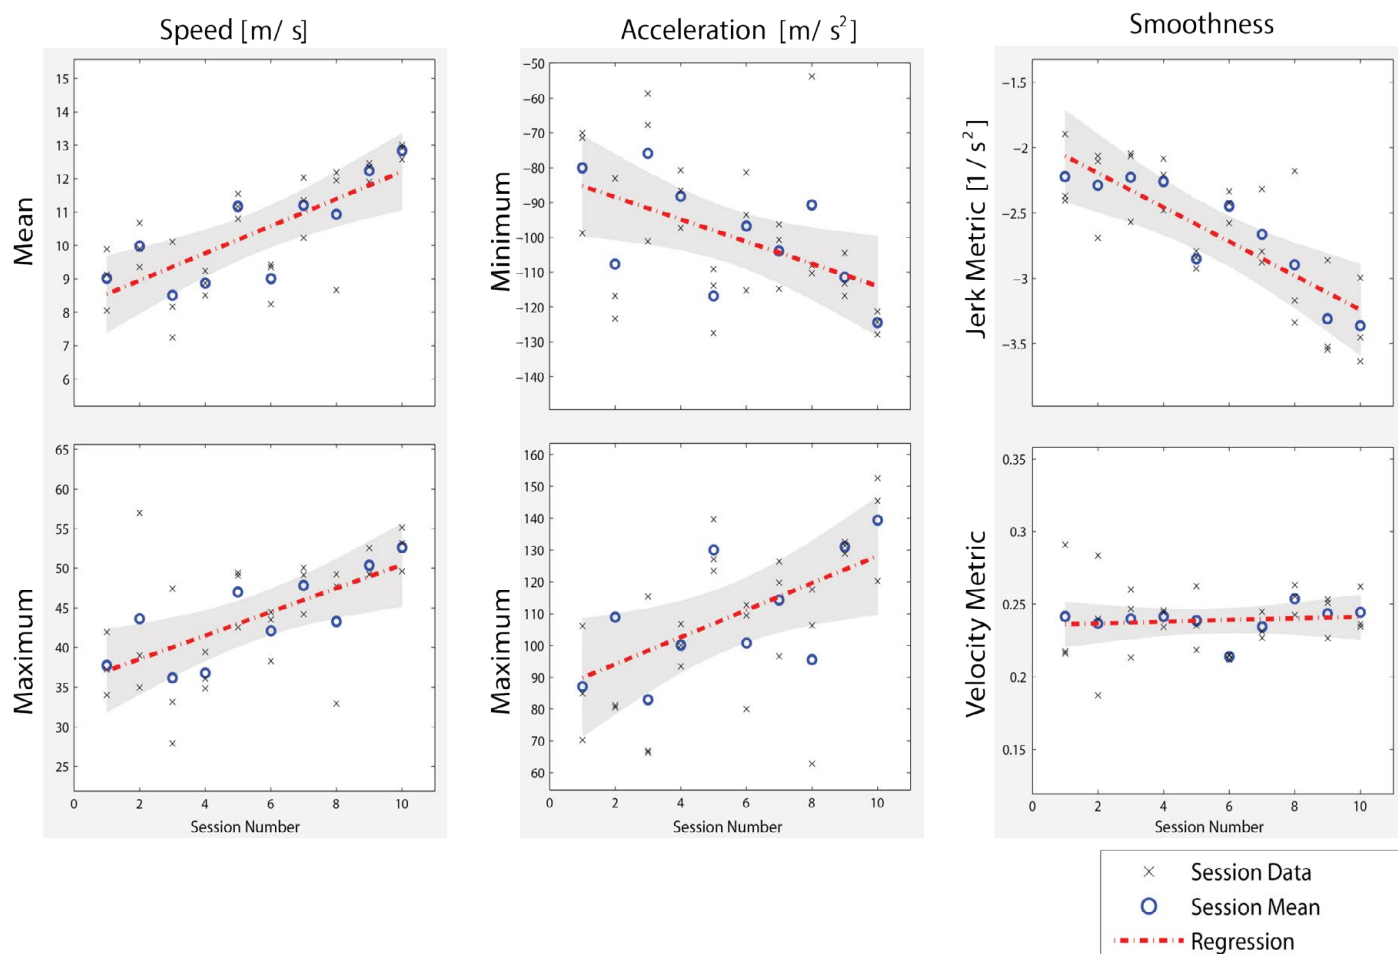 Speed [m/ s]
Acceleration [m/ s²]
Smoothness
Mean
15
14
13
12
11
10
9
8
7
6
Minimum
−50
−60
−70
−80
−90
−100
−110
−120
−130
−140
Jerk Metric [1 / s²]
−1.5
−2
−2.5
−3
−3.5
Maximum
65
60
55
50
45
40
35
30
25
0 2 4 6 8 10
Session Number
Maximum
160
150
140
130
120
110
100
90
80
70
60
0 2 4 6 8 10
Session Number
Velocity Metric
0.35
0.3
0.25
0.2
0.15
0 2 4 6 8 10
Session Number
Session Data
Session Mean
Regression